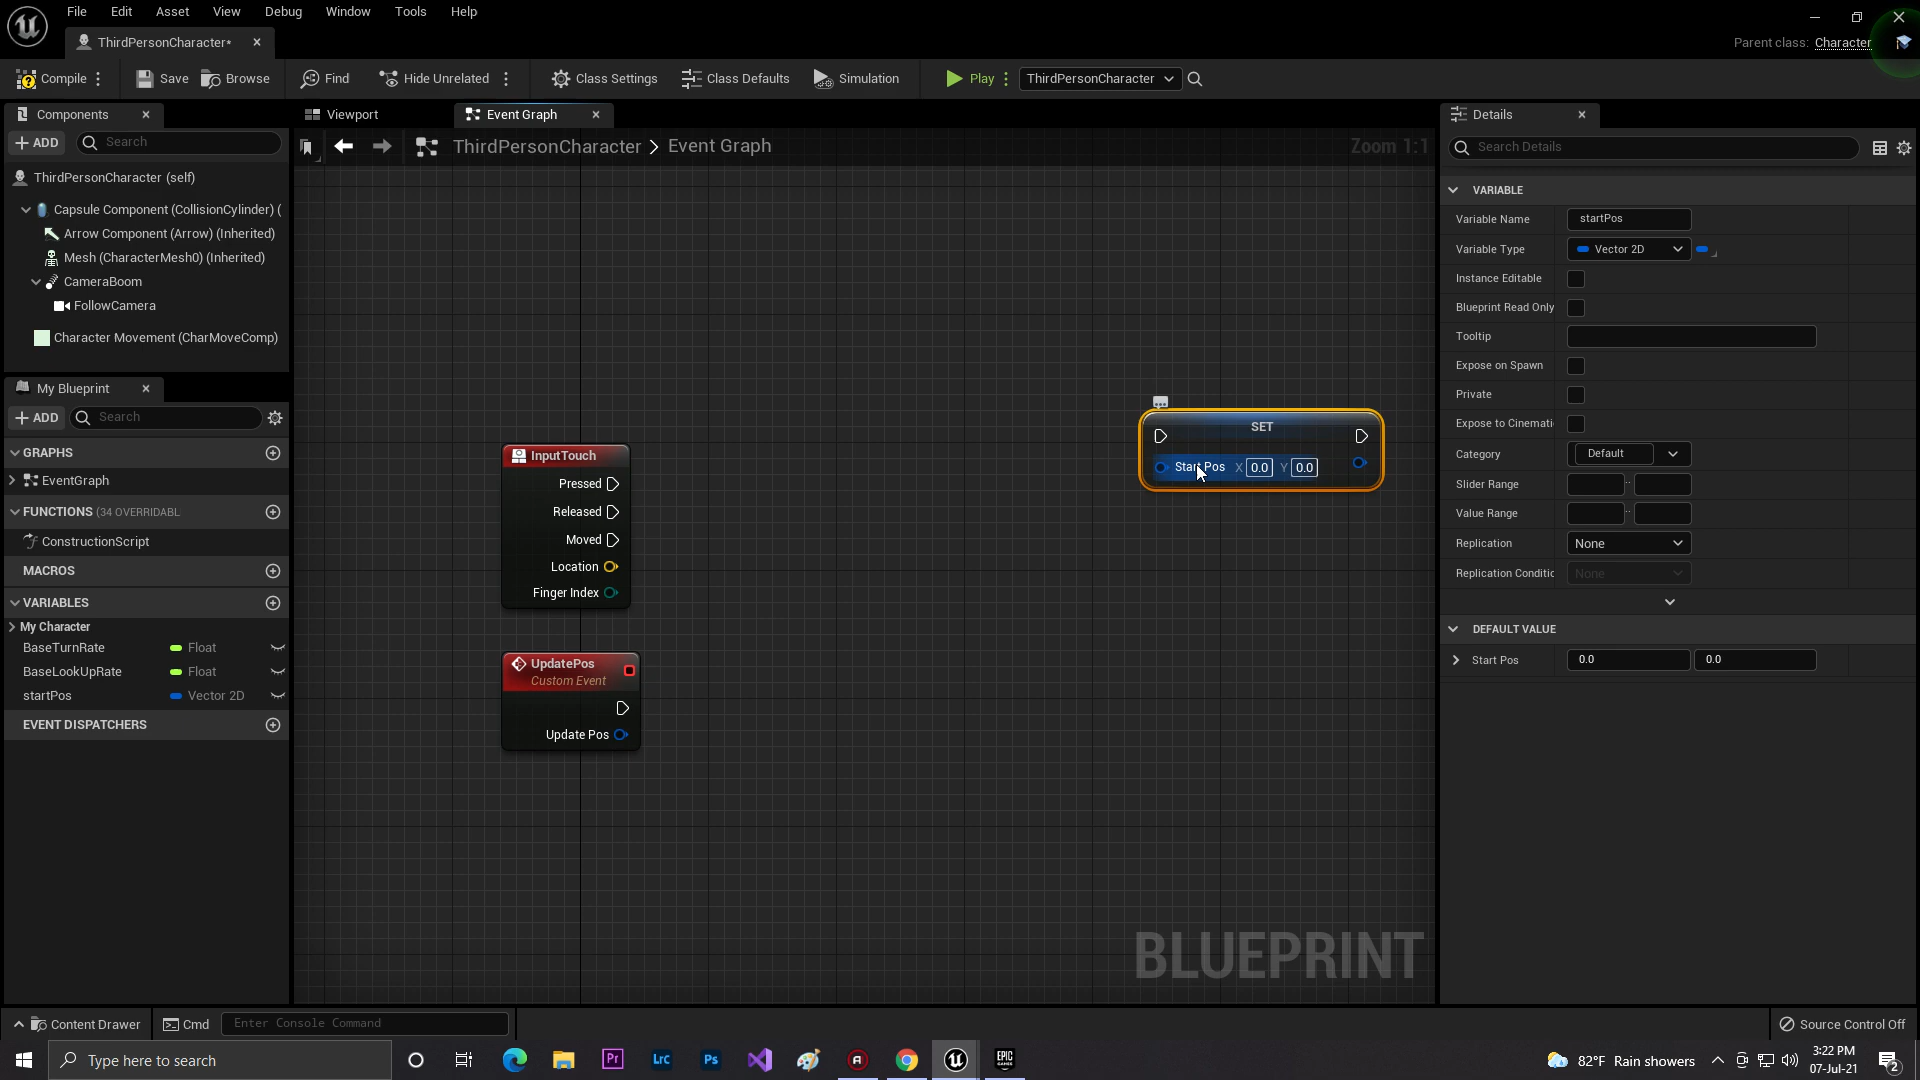 File Edit Asset View Debug Window Tools Help
ThirdPersonCharacter*
Parent class: Character
Compile Save Browse Find Hide Unrelated Class Settings Class Defaults Simulation Play ThirdPersonCharacter
Components
ADD Search
ThirdPersonCharacter (self)
Capsule Component (CollisionCylinder) (
Arrow Component (Arrow) (Inherited)
Mesh (CharacterMesh0) (Inherited)
CameraBoom
FollowCamera
Character Movement (CharMoveComp)
My Blueprint
ADD Search
GRAPHS
EventGraph
FUNCTIONS (34 OVERRIDABL
ConstructionScript
MACROS
VARIABLES
My Character
BaseTurnRate Float
BaseLookUpRate Float
startPos Vector 2D
EVENT DISPATCHERS
Viewport Event Graph
ThirdPersonCharacter > Event Graph
Zoom 1:1
InputTouch
Pressed
Released
Moved
Location
Finger Index
UpdatePos
Custom Event
Update Pos
SET
Start Pos X 0.0 Y 0.0
BLUEPRINT
Details
Search Details
VARIABLE
Variable Name startPos
Variable Type Vector 2D
Instance Editable
Blueprint Read Only
Tooltip
Expose on Spawn
Private
Expose to Cinemati
Category Default
Slider Range
Value Range
Replication None
Replication Conditic None
DEFAULT VALUE
Start Pos 0.0 0.0
Content Drawer Cmd Enter Console Command
Source Control Off
Type here to search
Pr Lrc Ps
EPIC GAMES
82°F Rain showers
3:22 PM
07-Jul-21
2